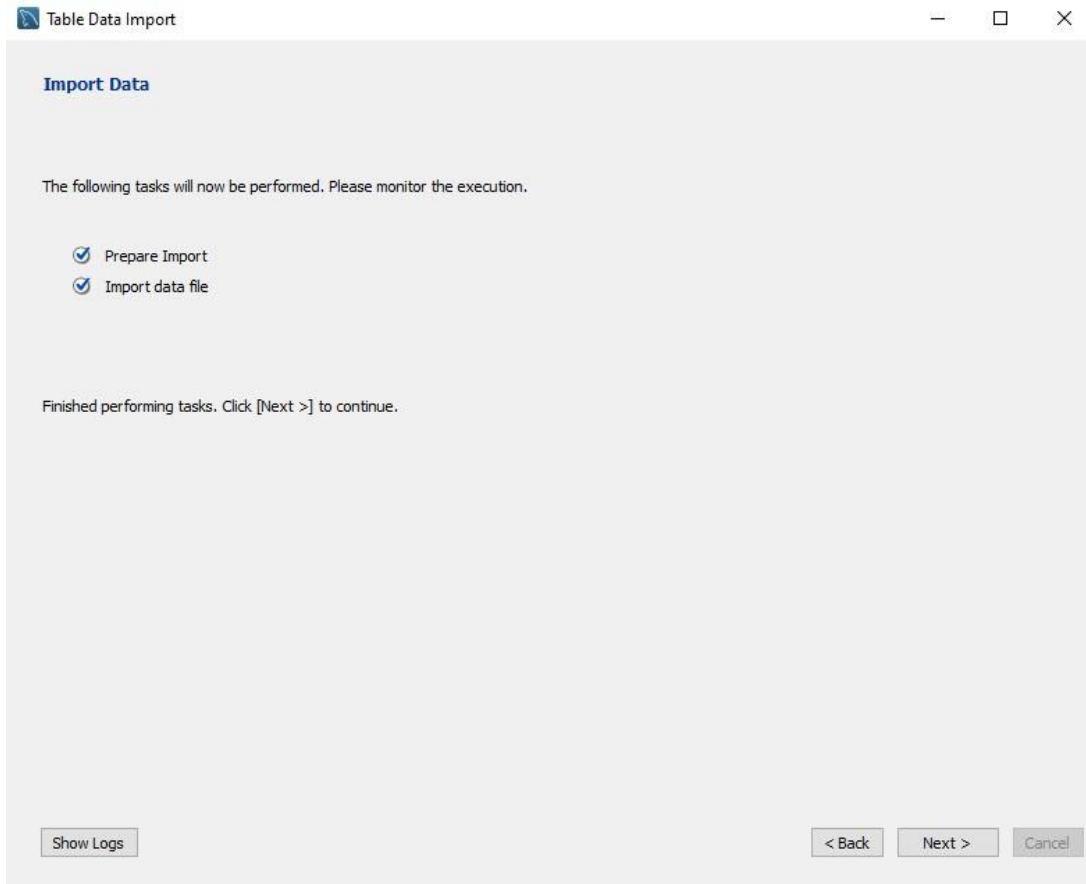 Table Data Import
Import Data
The following tasks will now be performed. Please monitor the execution.
Prepare Import
Import data file
Finished performing tasks. Click [Next >] to continue.
Show Logs
< Back
Next >
Cancel